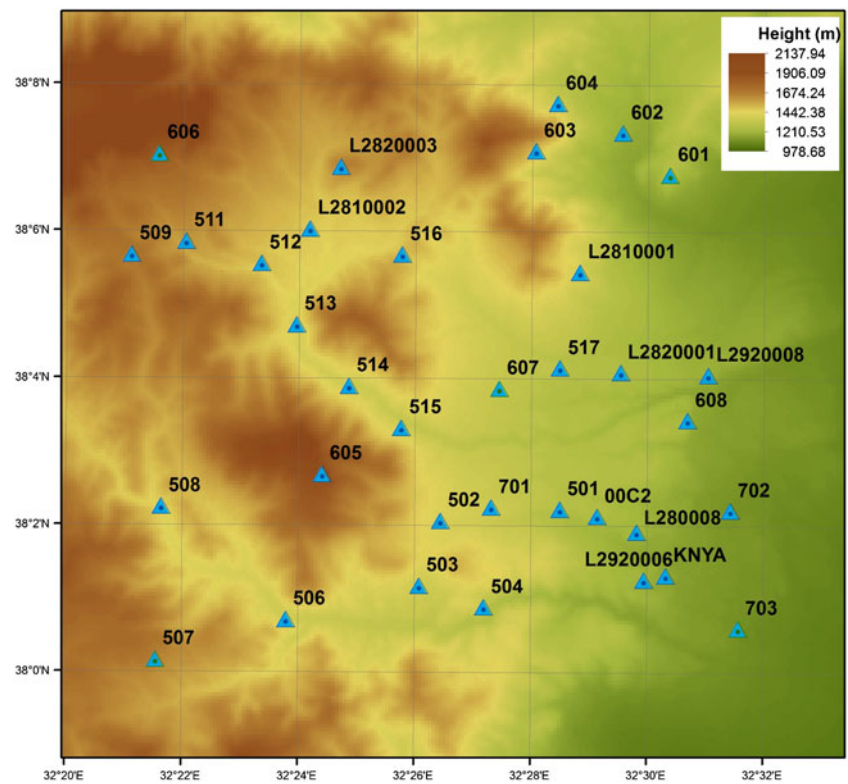 Height (m)
2137.94
1906.09
1674.24
1442.38
1210.53
978.68
38°8'N
38°6'N
38°4'N
38°2'N
38°0'N
604
602
603
601
606
L2820003
L2810002
509
511
512
516
L2810001
513
514
607
517
L2820001
L2920008
515
608
605
508
502
701
501
00C2
L280008
702
503
L2920006
KNYA
504
506
703
507
32°20'E
32°22'E
32°24'E
32°26'E
32°28'E
32°30'E
32°32'E